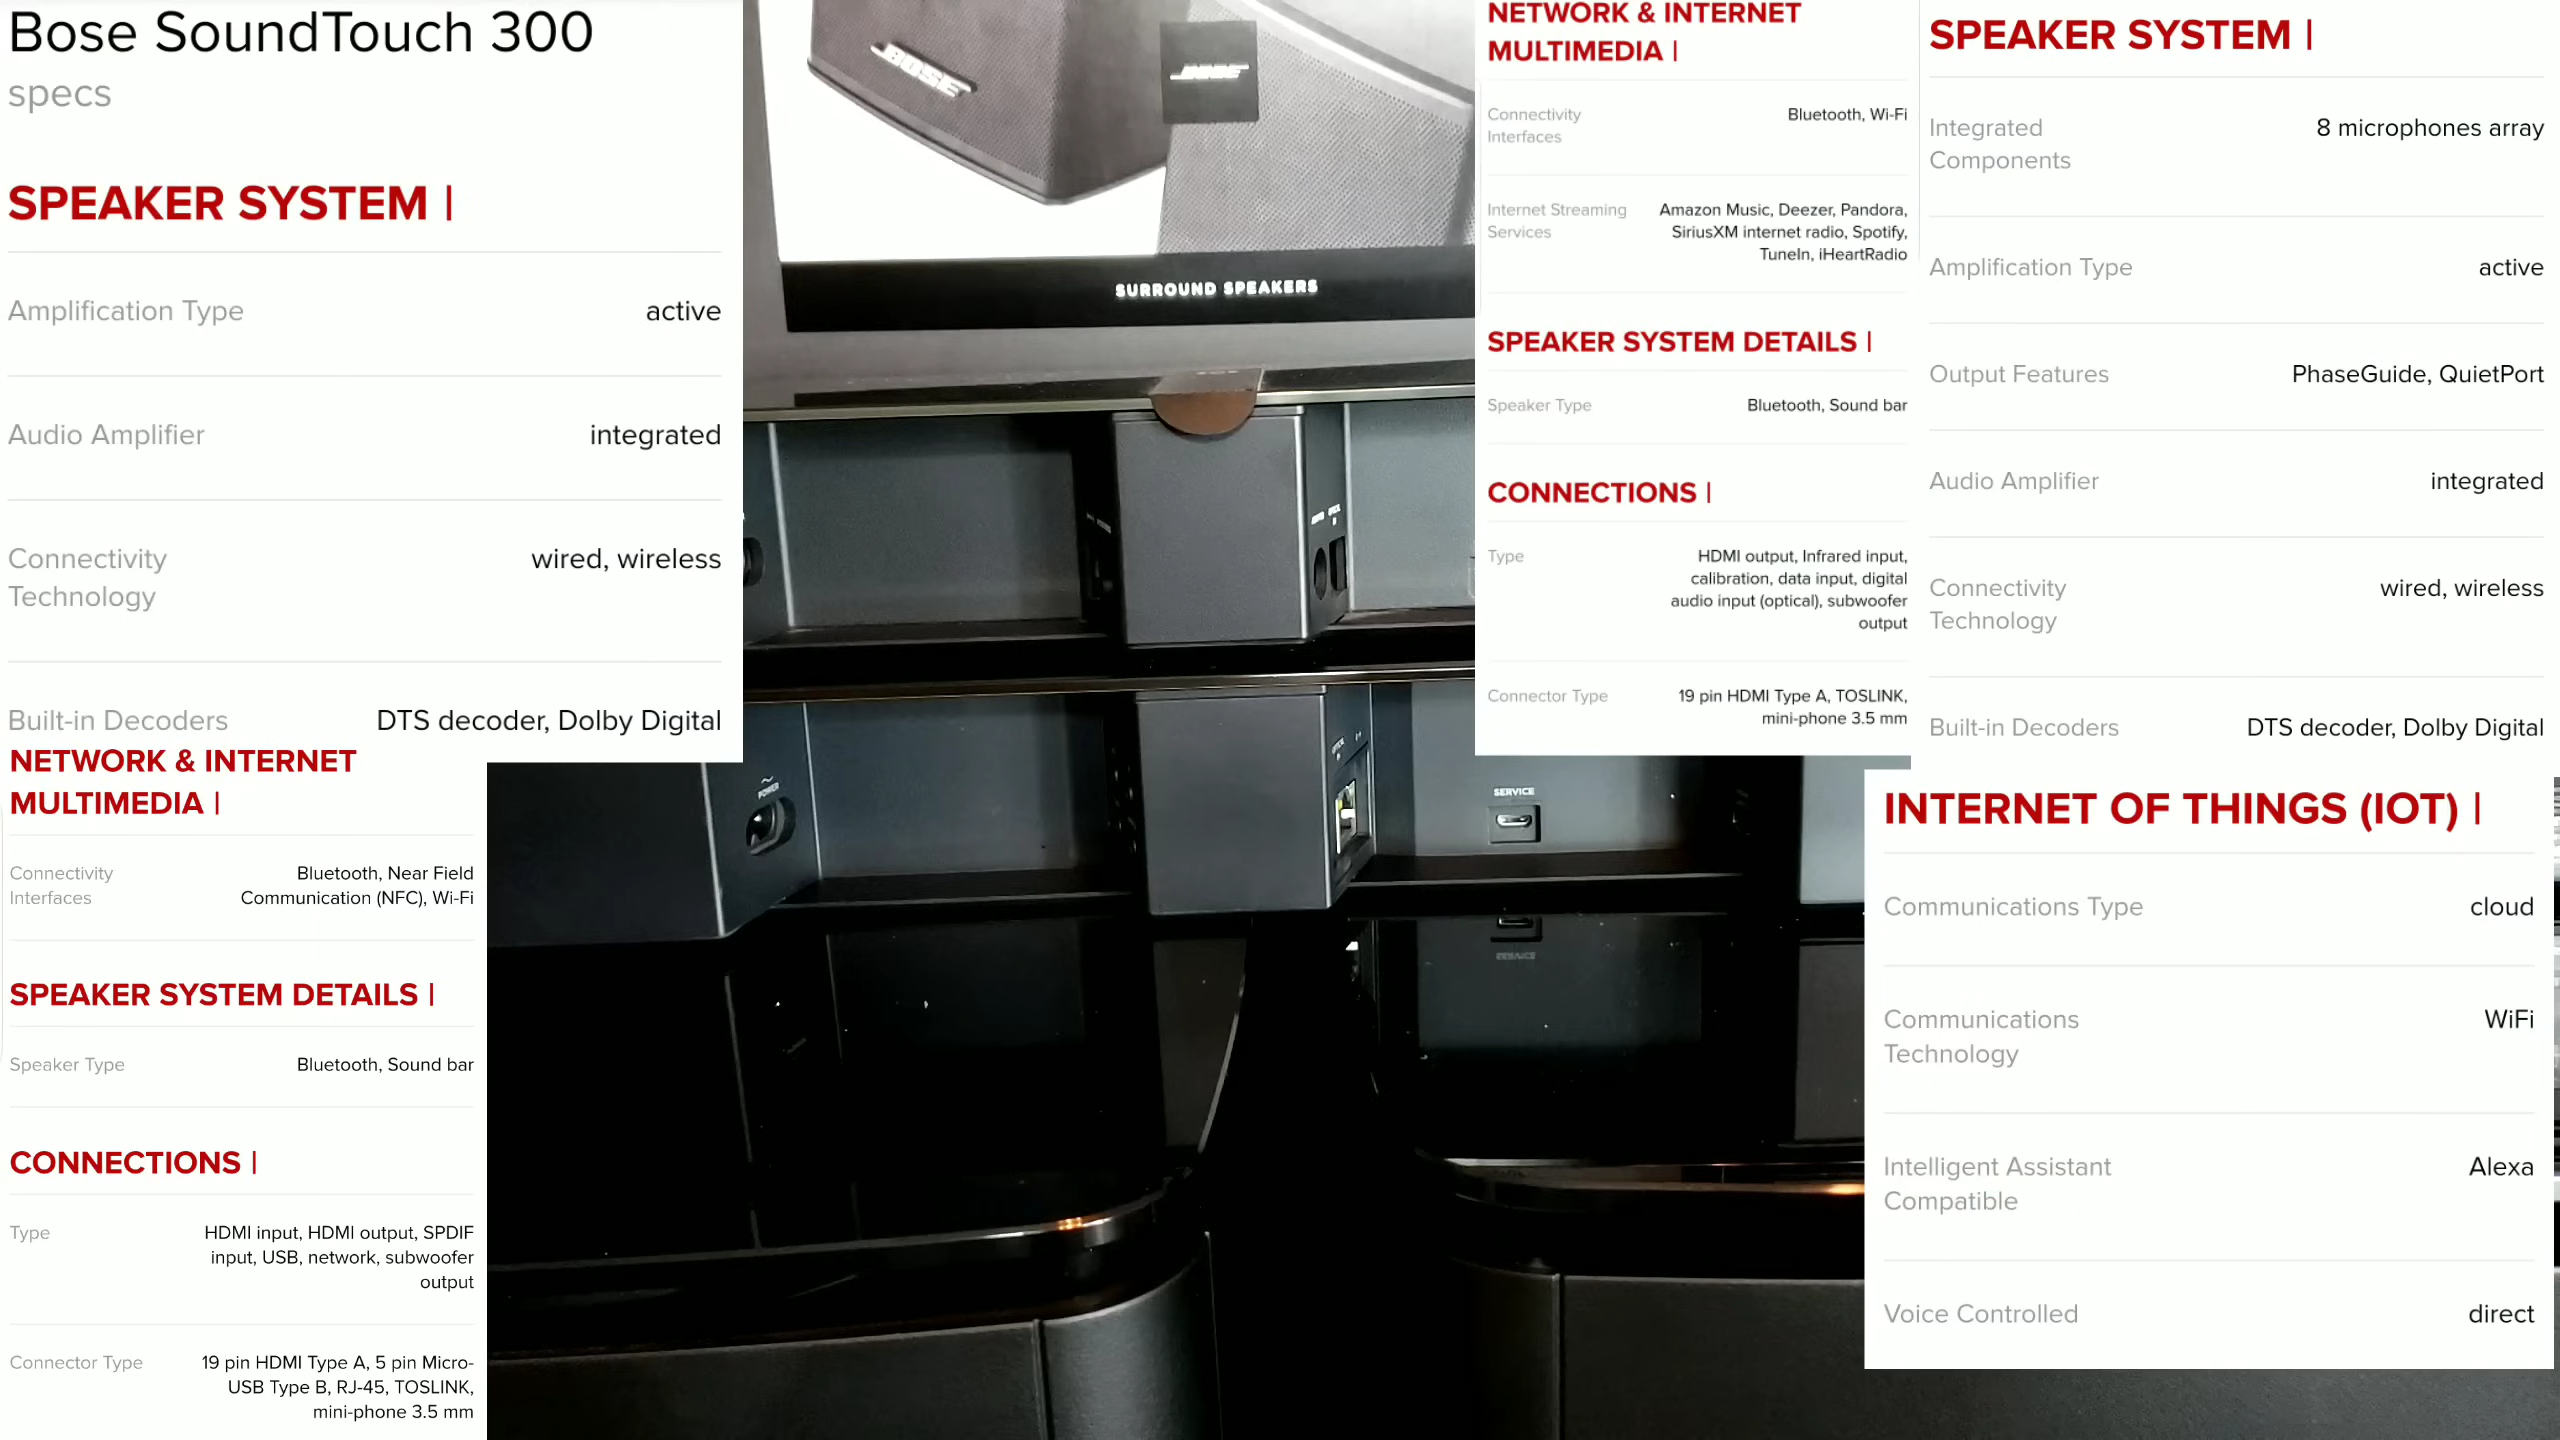 Bose SoundTouch 300
specs
SPEAKER SYSTEM |
Amplification Type active
Audio Amplifier integrated
Connectivity wired, wireless
Technology
Built-in Decoders DTS decoder, Dolby Digital
NETWORK & INTERNET
MULTIMEDIA |
Connectivity Bluetooth, Near Field
Interfaces Communication (NFC), Wi-Fi
SPEAKER SYSTEM DETAILS |
Speaker Type Bluetooth, Sound bar
CONNECTIONS |
Type HDMI input, HDMI output, SPDIF
input, USB, network, subwoofer
output
Connector Type 19 pin HDMI Type A, 5 pin Micro-
USB Type B, RJ-45, TOSLINK,
mini-phone 3.5 mm
BOSE
BOSE
SURROUND SPEAKERS
POWER
SERVICE
NETWORK & INTERNET
MULTIMEDIA |
Connectivity Bluetooth, Wi-Fi
Interfaces
Internet Streaming Amazon Music, Deezer, Pandora,
Services SiriusXM internet radio, Spotify,
TuneIn, iHeartRadio
SPEAKER SYSTEM DETAILS |
Speaker Type Bluetooth, Sound bar
CONNECTIONS |
Type HDMI output, Infrared input,
calibration, data input, digital
audio input (optical), subwoofer
output
Connector Type 19 pin HDMI Type A, TOSLINK,
mini-phone 3.5 mm
SPEAKER SYSTEM |
Integrated 8 microphones array
Components
Amplification Type active
Output Features PhaseGuide, QuietPort
Audio Amplifier integrated
Connectivity wired, wireless
Technology
Built-in Decoders DTS decoder, Dolby Digital
INTERNET OF THINGS (IOT) |
Communications Type cloud
Communications WiFi
Technology
Intelligent Assistant Alexa
Compatible
Voice Controlled direct